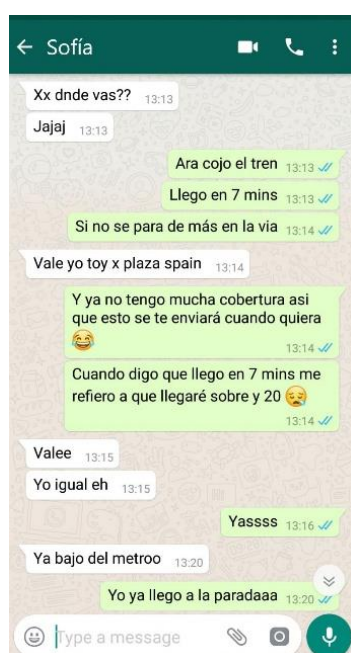 Sofía
Xx dnde vas?? 13:13
Jajaj 13:13
Ara cojo el tren 13:13
Llego en 7 mins 13:13
Si no se para de más en la via 13:14
Vale yo toy x plaza spain 13:14
Y ya no tengo mucha cobertura asi
que esto se te enviará cuando quiera
😂
13:14
Cuando digo que llego en 7 mins me
refiero a que llegaré sobre y 20 😪
13:14
Valee 13:15
Yo igual eh 13:15
Yassss 13:16
Ya bajo del metroo 13:20
Yo ya llego a la paradaaa 13:20
Type a message